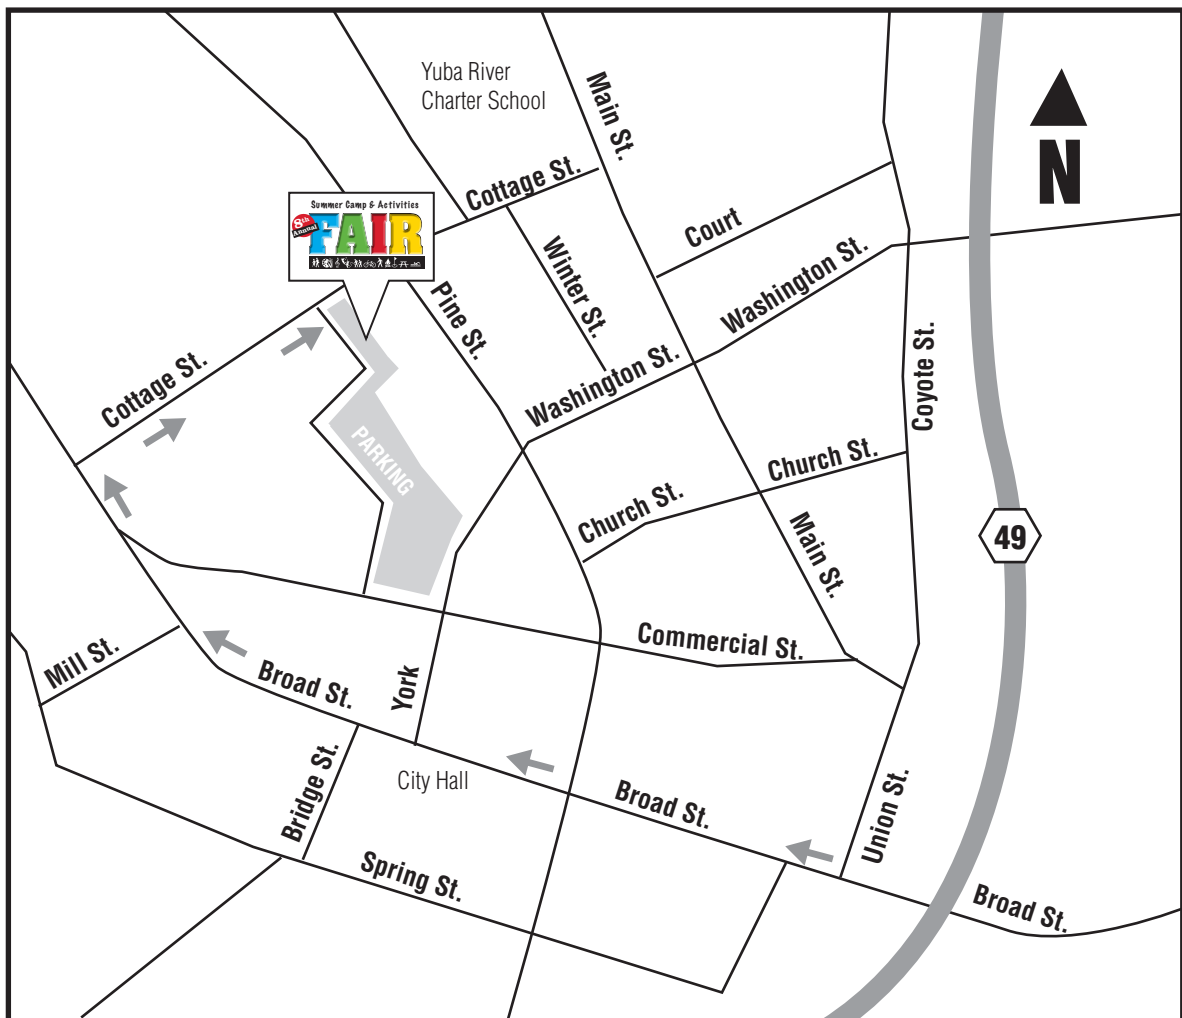 Yuba River
Charter School
Main St.
N
Cottage St.
Summer Camp & Activities
8th
Annual
FAIR
Court
Winter St.
Washington St.
Pine St.
Washington St.
Coyote St.
Cottage St.
PARKING
Church St.
Church St.
Main St.
49
Commercial St.
Mill St.
Broad St.
York
Bridge St.
City Hall
Broad St.
Union St.
Spring St.
Broad St.